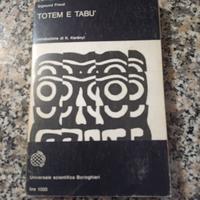 Sigmund Freud
TOTEM E TABU'
Introduzione di K. Kerényi
Universale scientifica Boringhieri
lire 1000